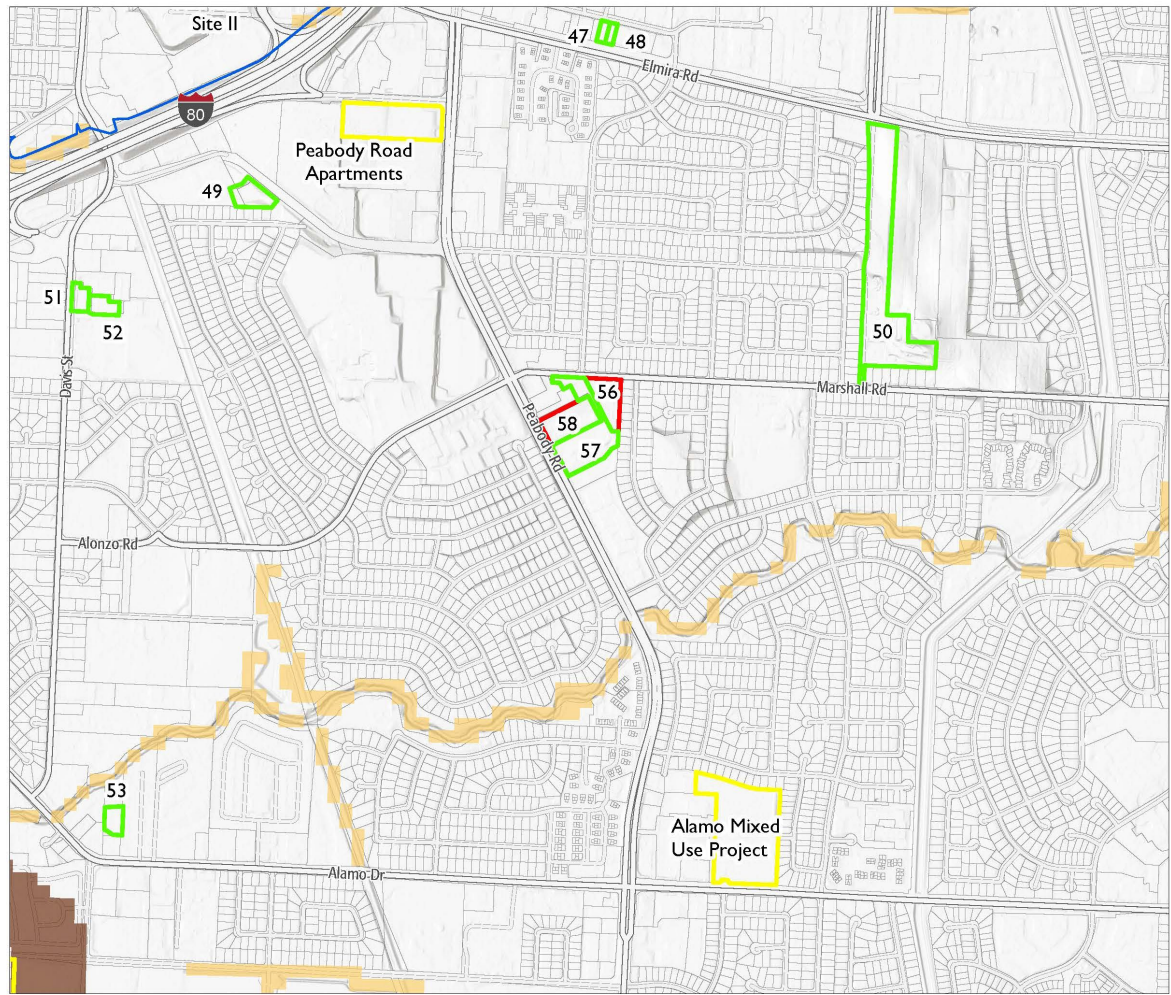 Site II
47
48
Elmira Rd
80
Peabody Road
Apartments
49
51
52
50
Davis St
Marshall Rd
56
58
57
Peabody Rd
Alonzo Rd
53
Alamo Mixed
Use Project
Alamo Dr